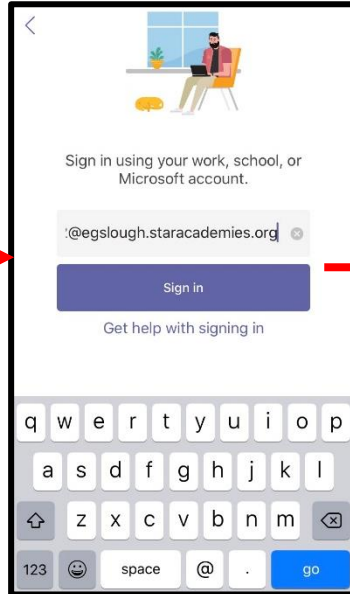 Sign in using your work, school, or
Microsoft account.
@egslough.staracademies.org
Sign in
Get help with signing in
q w e r t y u i o p
a s d f g h j k l
z x c v b n m
123 space @ . go